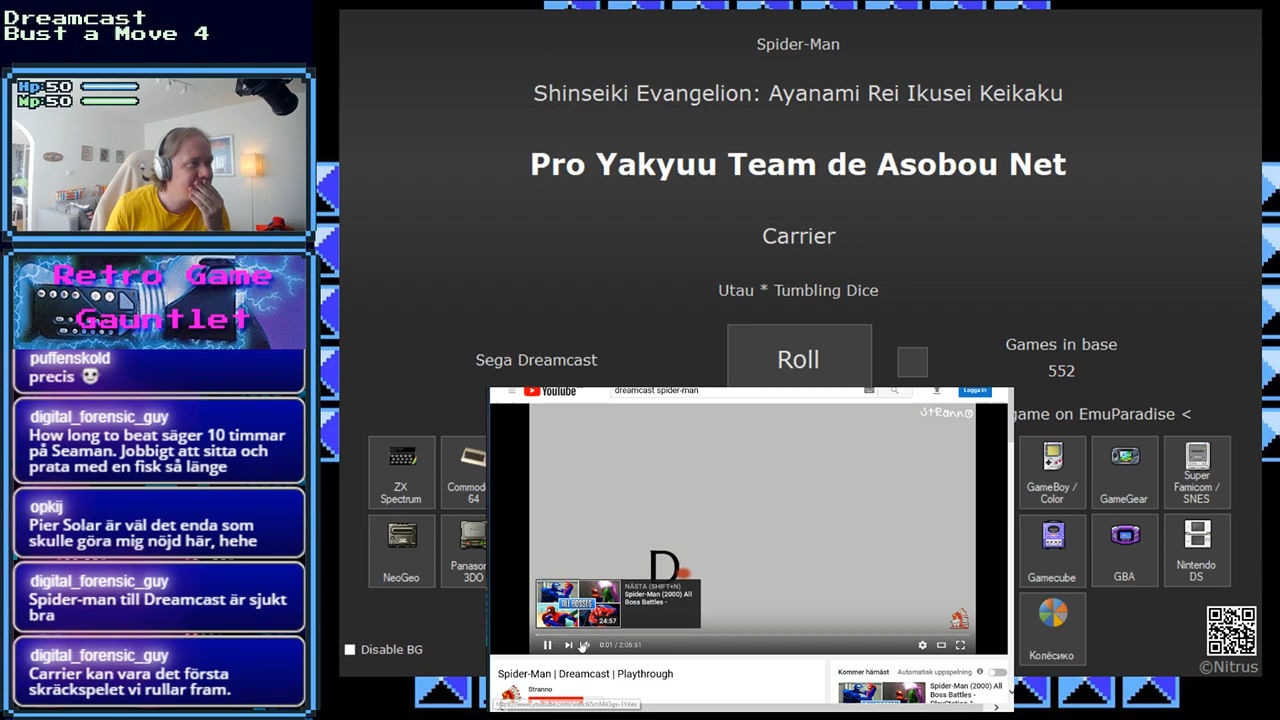 Dreamcast
Bust a Move 4
Hp:50
Mp:50
Retro Game
Gauntlet
puffenskold
precis
digital_forensic_guy
How long to beat säger 10 timmar
på Seaman. Jobbigt att sitta och
prata med en fisk så länge
opkij
Pier Solar är väl det enda som
skulle göra mig nöjd här, hehe
digital_forensic_guy
Spider-man till Dreamcast är sjukt
bra
digital_forensic_guy
Carrier kan vara det första
skräckspelet vi rullar fram.
Spider-Man
Shinseiki Evangelion: Ayanami Rei Ikusei Keikaku
Pro Yakyuu Team de Asobou Net
Carrier
Utau * Tumbling Dice
Sega Dreamcast
Roll
Games in base
552
game on EmuParadise <
ZX
Spectrum
Commod
64
NeoGeo
Panaso
3DO
GameBoy /
Color
GameGear
Super
Famicom /
SNES
Gamecube
GBA
Nintendo
DS
Колёсико
Disable BG
©Nitrus
YouTube
dreamcast spider-man
Logga in
Stranno
D
NÄSTA (SHIFT+N)
Spider-Man (2000) All
Boss Battles -
ALL BOSSES
24:57
0:01 / 2:05:51
Spider-Man | Dreamcast | Playthrough
Stranno
Kommer härnäst
Automatisk uppspelning
Spider-Man (2000) All
Boss Battles -